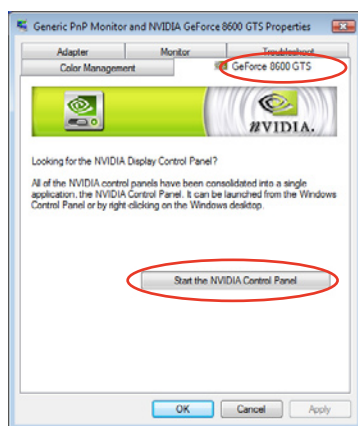 Generic PnP Monitor and NVIDIA GeForce 8600 GTS Properties
Adapter Monitor Troubleshoot
Color Management GeForce 8600 GTS
NVIDIA.
Looking for the NVIDIA Display Control Panel?
All of the NVIDIA control panels have been consolidated into a single
application, the NVIDIA Control Panel. It can be launched from the Windows
Control Panel or by right clicking on the Windows desktop.
Start the NVIDIA Control Panel
OK Cancel Apply